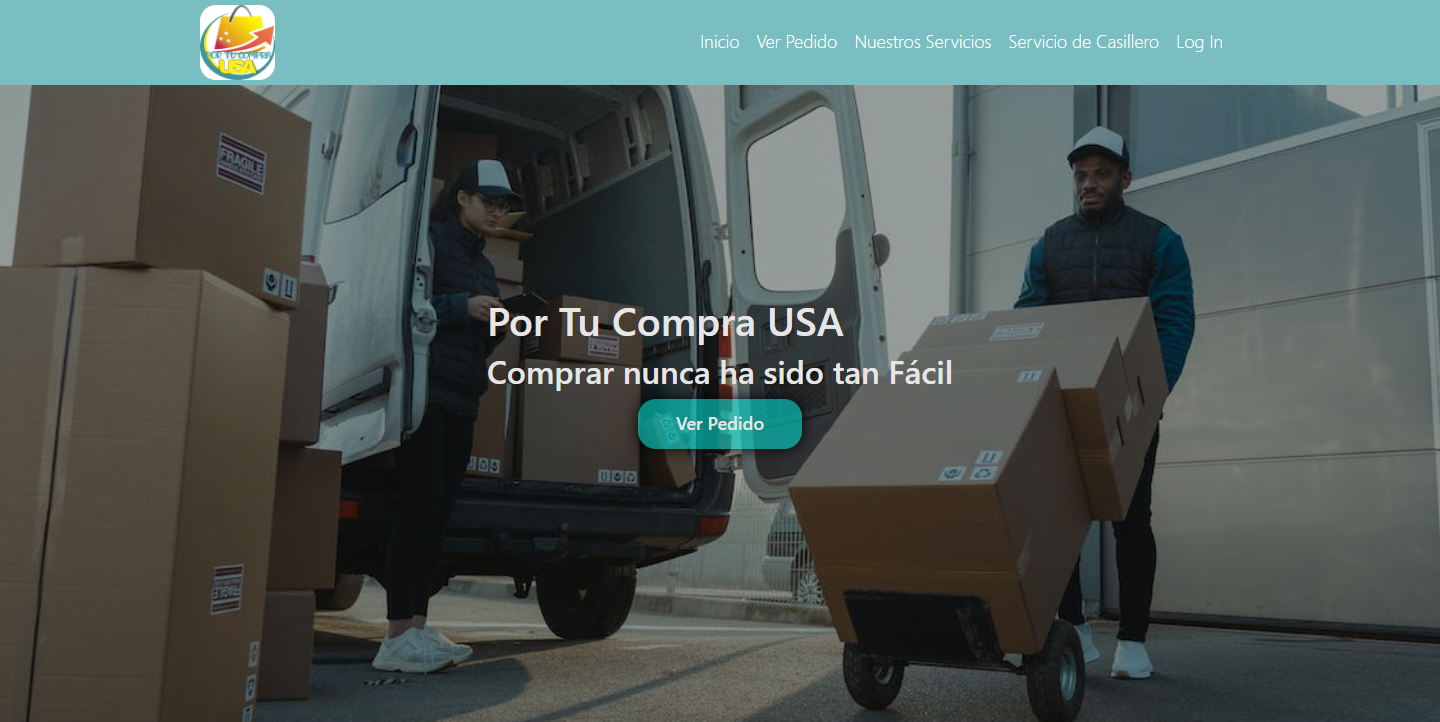 POR TU COMPRA
USA
Inicio Ver Pedido Nuestros Servicios Servicio de Casillero Log In
FRAGILE
Por Tu Compra USA
Comprar nunca ha sido tan Fácil
Ver Pedido